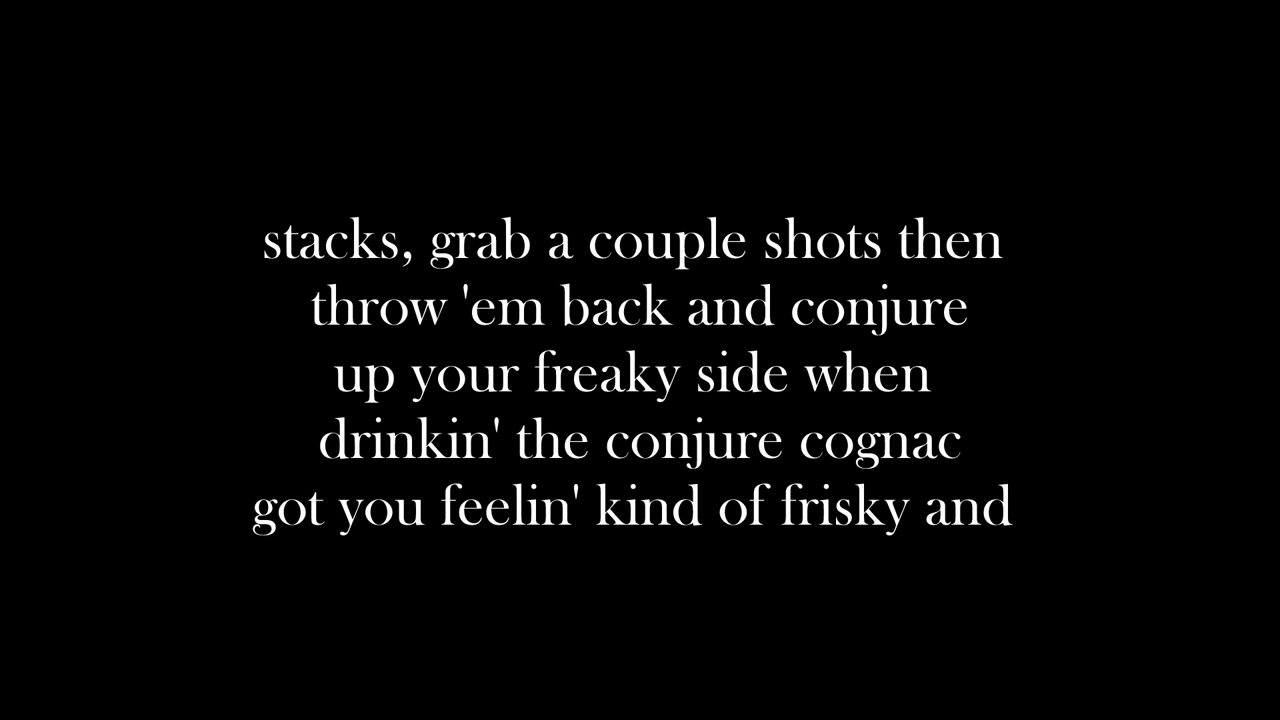 stacks, grab a couple shots then
throw 'em back and conjure
up your freaky side when
drinkin' the conjure cognac
got you feelin' kind of frisky and